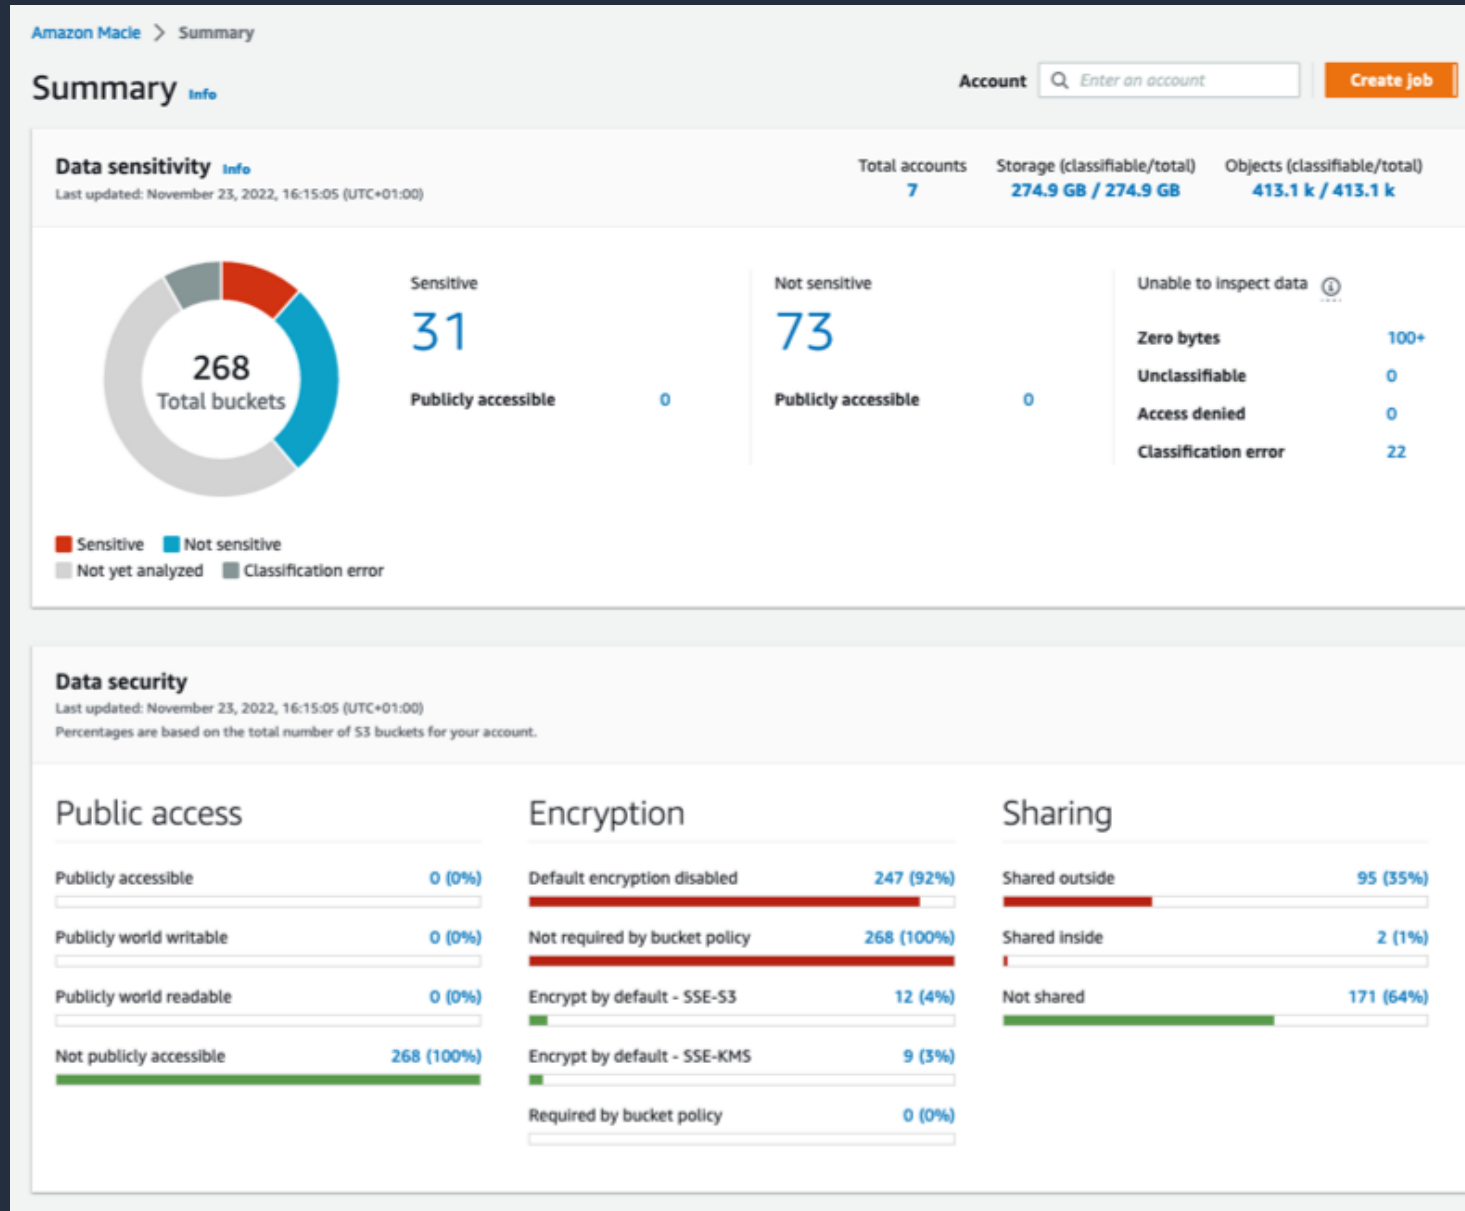 Amazon Macie > Summary
Summary Info
Account Enter an account Create job
Data sensitivity Info
Last updated: November 23, 2022, 16:15:05 (UTC+01:00)
Total accounts
7
Storage (classifiable/total)
274.9 GB / 274.9 GB
Objects (classifiable/total)
413.1 k / 413.1 k
268
Total buckets
Sensitive Not sensitive
Not yet analyzed Classification error
Sensitive
31
Publicly accessible 0
Not sensitive
73
Publicly accessible 0
Unable to inspect data
Zero bytes 100+
Unclassifiable 0
Access denied 0
Classification error 22
Data security
Last updated: November 23, 2022, 16:15:05 (UTC+01:00)
Percentages are based on the total number of S3 buckets for your account.
Public access
Publicly accessible 0 (0%)
Publicly world writable 0 (0%)
Publicly world readable 0 (0%)
Not publicly accessible 268 (100%)
Encryption
Default encryption disabled 247 (92%)
Not required by bucket policy 268 (100%)
Encrypt by default - SSE-S3 12 (4%)
Encrypt by default - SSE-KMS 9 (3%)
Required by bucket policy 0 (0%)
Sharing
Shared outside 95 (35%)
Shared inside 2 (1%)
Not shared 171 (64%)